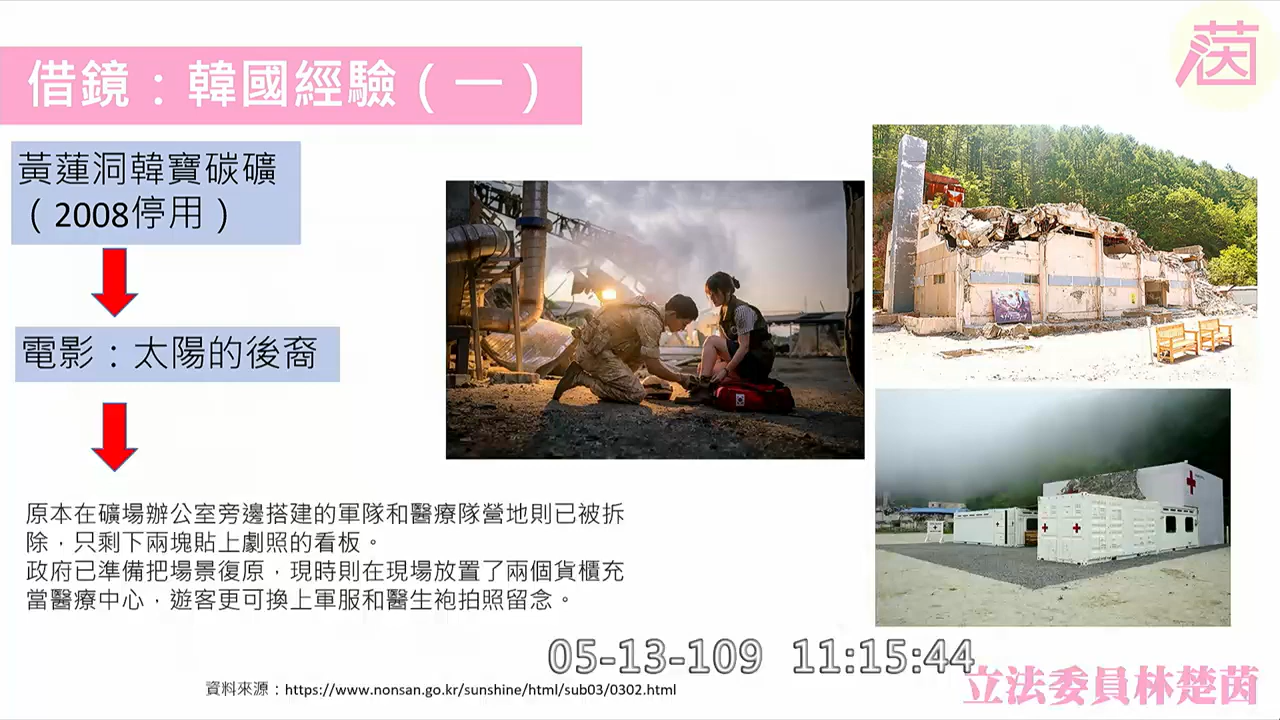 茵
借鏡：韓國經驗（一）
黃蓮洞韓寶碳礦
（2008停用）
電影：太陽的後裔
原本在礦場辦公室旁邊搭建的軍隊和醫療隊營地則已被拆
除，只剩下兩塊貼上劇照的看板。
政府已準備把場景復原，現時則在現場放置了兩個貨櫃充
當醫療中心，遊客更可換上軍服和醫生袍拍照留念。
05-13-109 11:15:44
立法委員林楚茵
資料來源：https://www.nonsan.go.kr/sunshine/html/sub03/0302.html